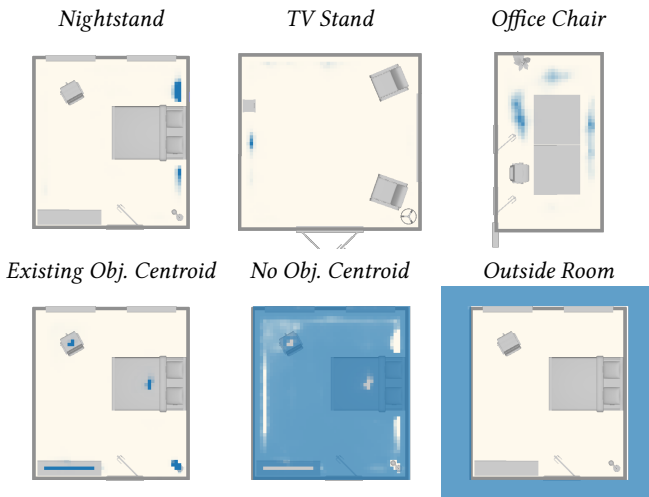 Nightstand TV Stand Office Chair
Existing Obj. Centroid No Obj. Centroid Outside Room